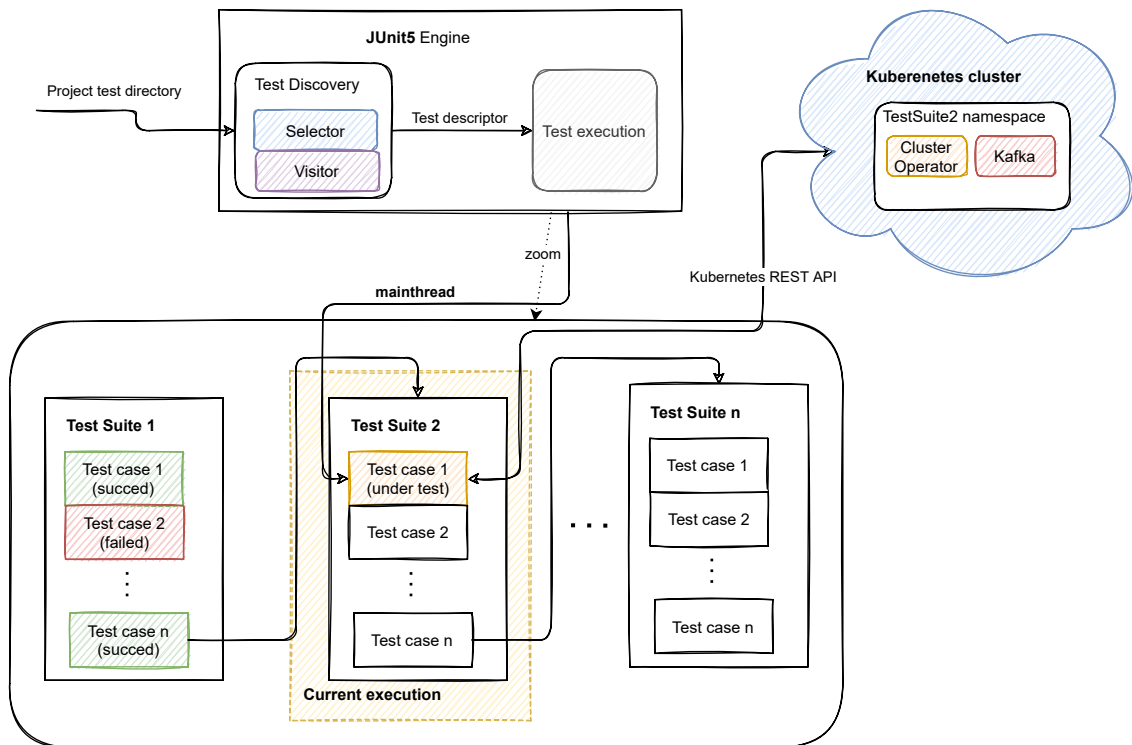 JUnit5 Engine
Project test directory
Test Discovery
Selector
Visitor
Test descriptor
Test execution
Kuberenetes cluster
TestSuite2 namespace
Cluster
Operator
Kafka
zoom
Kubernetes REST API
mainthread
Test Suite 1
Test case 1
(succed)
Test case 2
(failed)
Test case n
(succed)
Test Suite 2
Test case 1
(under test)
Test case 2
Test case n
Current execution
. . .
Test Suite n
Test case 1
Test case 2
Test case n